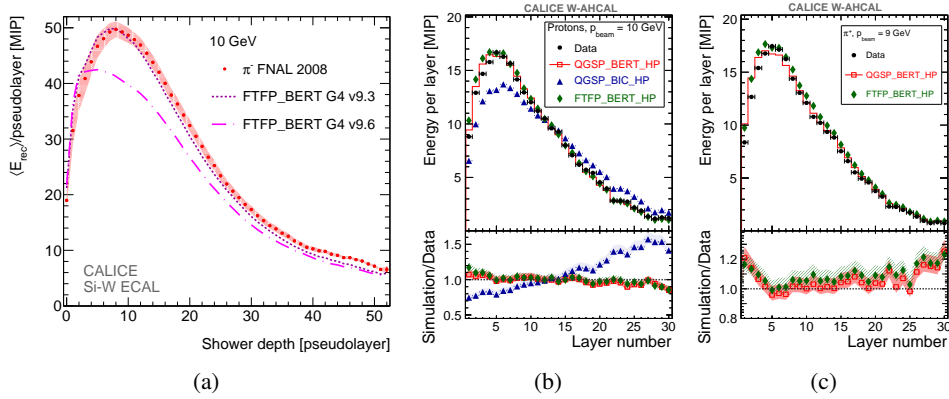 ⟨E_rec⟩/pseudolayer [MIP]
50
40
30
20
10
0
10 GeV
π⁻ FNAL 2008
FTFP_BERT G4 v9.3
FTFP_BERT G4 v9.6
CALICE
Si-W ECAL
0 10 20 30 40 50
Shower depth [pseudolayer]
(a)
CALICE W-AHCAL
Energy per layer [MIP]
20
15
10
5
Protons, p_beam = 10 GeV
Data
QGSP_BERT_HP
QGSP_BIC_HP
FTFP_BERT_HP
Simulation/Data
1.5
1.0
0.5
5 10 15 20 25 30
Layer number
(b)
CALICE W-AHCAL
Energy per layer [MIP]
20
15
10
5
π⁺, p_beam = 9 GeV
Data
QGSP_BERT_HP
FTFP_BERT_HP
Simulation/Data
1.2
1.0
0.8
5 10 15 20 25 30
Layer number
(c)